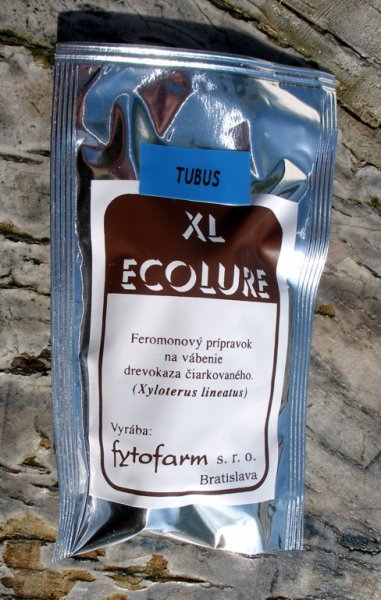 TUBUS
XL
ECOLURE
Feromonový prípravok
na vábenie
drevokaza čiarkovaného.
(Xyloterus lineatus)
Vyrába:
fytofarm s. r. o.
Bratislava